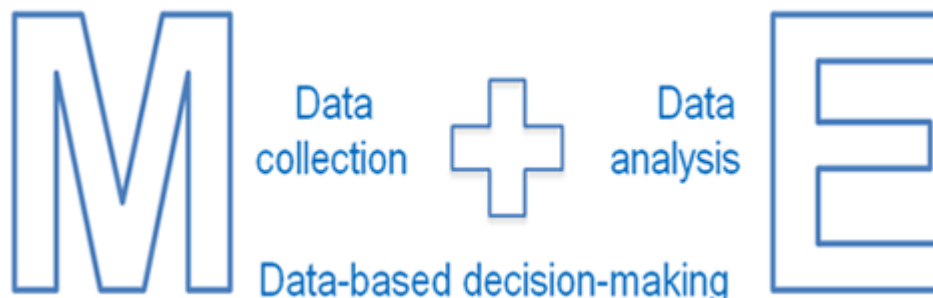 M
Data
collection
+
Data
analysis
E
Data-based decision-making